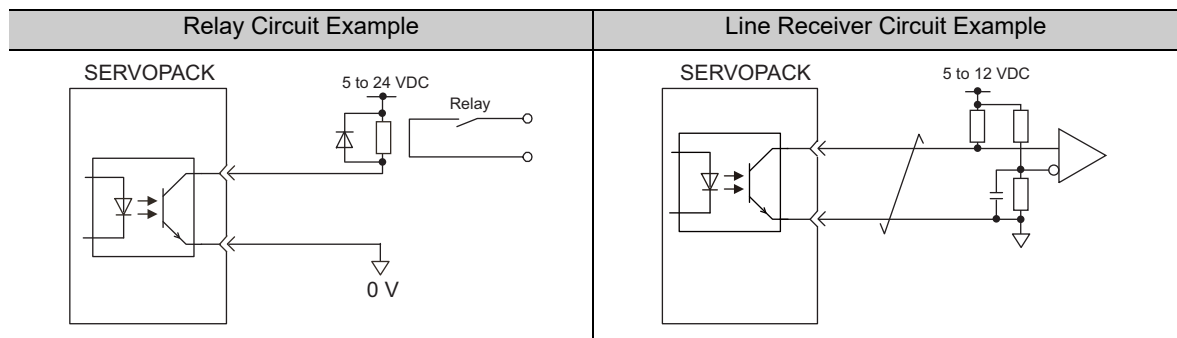 Relay Circuit Example
Line Receiver Circuit Example
SERVOPACK
5 to 24 VDC
Relay
0 V
SERVOPACK
5 to 12 VDC